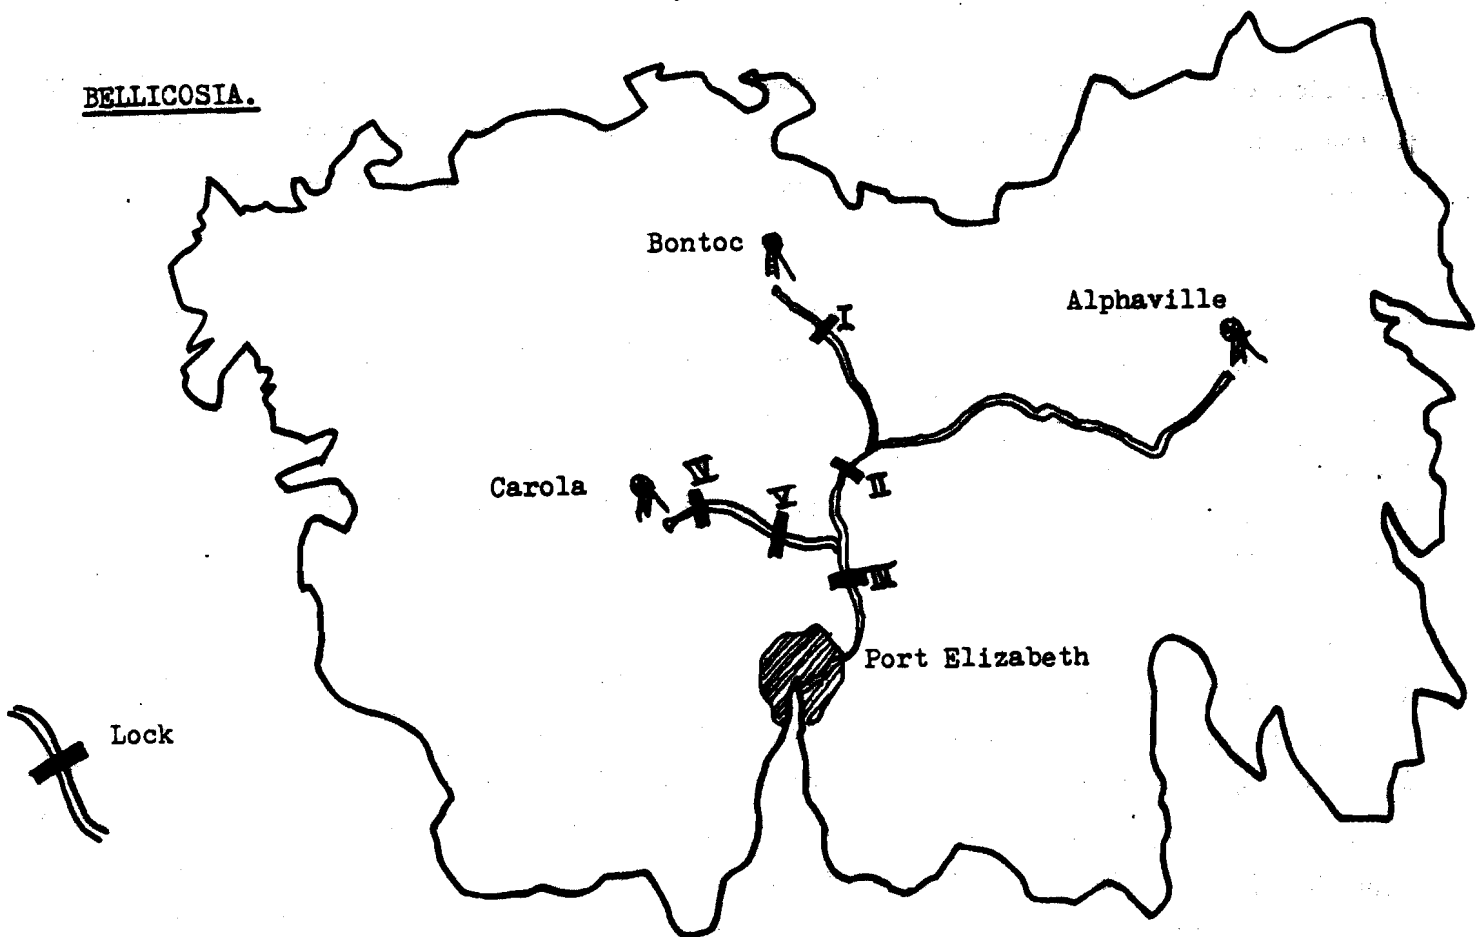 BELLICOSIA.
Bontoc
I
Alphaville
Carola
IV
V
II
III
Port Elizabeth
Lock